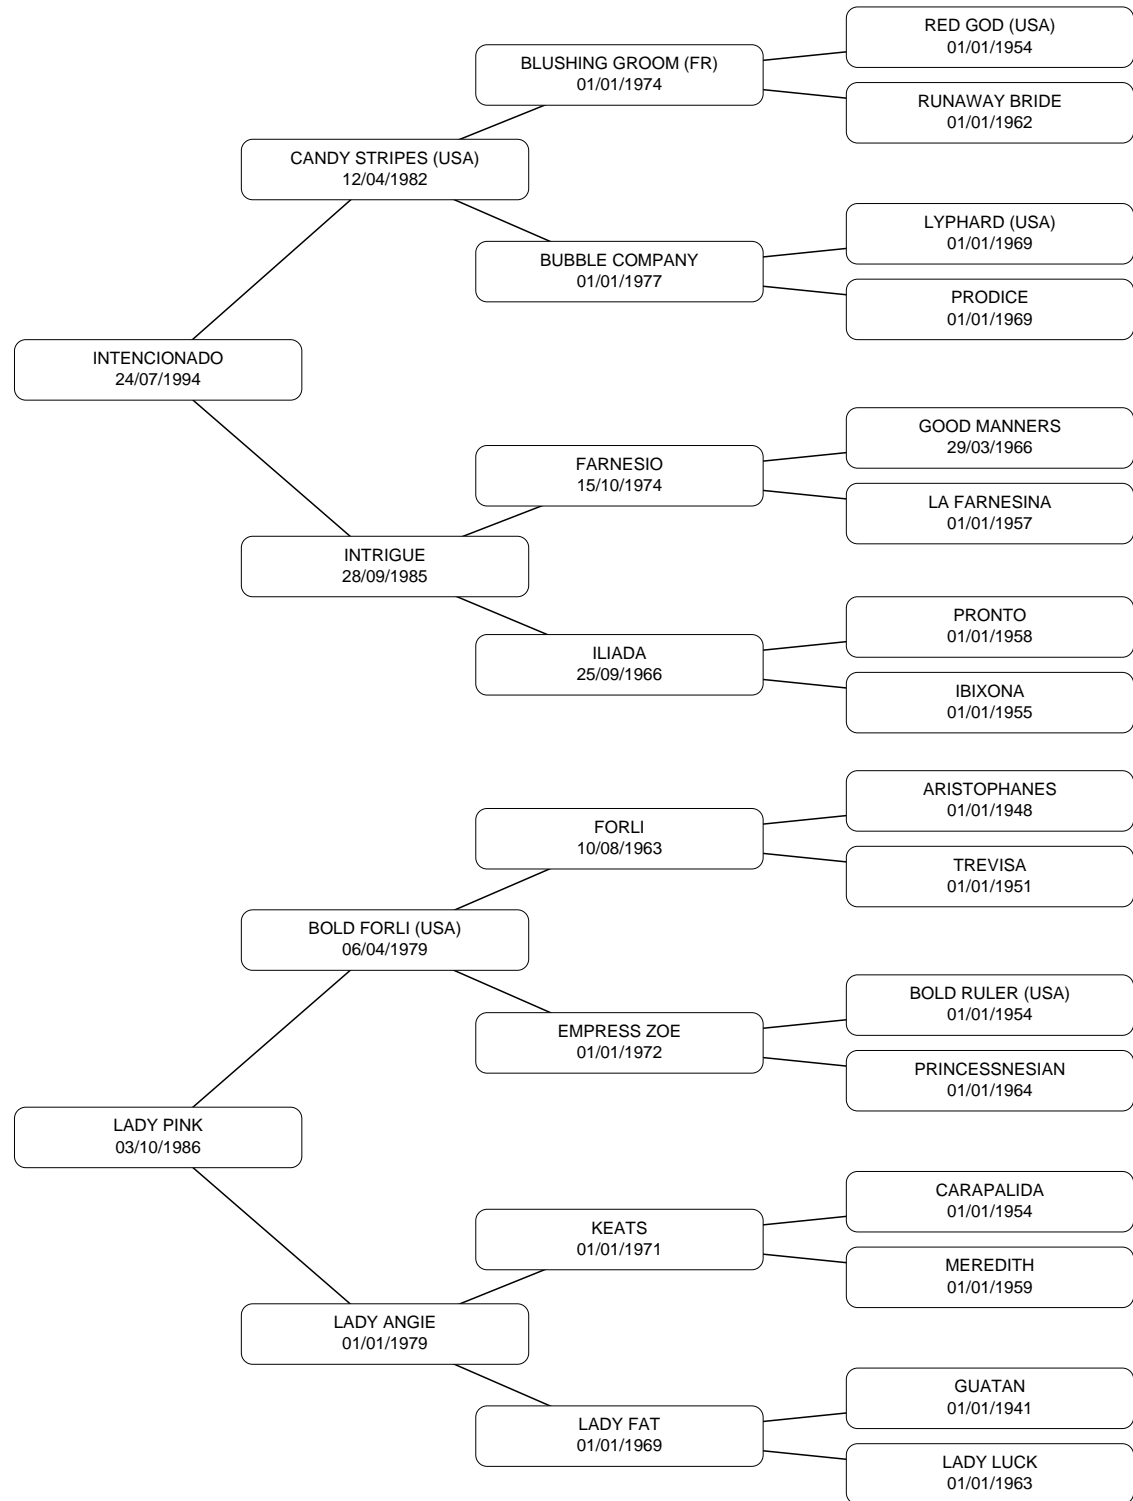 RED GOD (USA)
01/01/1954
BLUSHING GROOM (FR)
01/01/1974
RUNAWAY BRIDE
01/01/1962
CANDY STRIPES (USA)
12/04/1982
LYPHARD (USA)
01/01/1969
BUBBLE COMPANY
01/01/1977
PRODICE
01/01/1969
INTENCIONADO
24/07/1994
GOOD MANNERS
29/03/1966
FARNESIO
15/10/1974
LA FARNESINA
01/01/1957
INTRIGUE
28/09/1985
PRONTO
01/01/1958
ILIADA
25/09/1966
IBIXONA
01/01/1955
ARISTOPHANES
01/01/1948
FORLI
10/08/1963
TREVISA
01/01/1951
BOLD FORLI (USA)
06/04/1979
BOLD RULER (USA)
01/01/1954
EMPRESS ZOE
01/01/1972
PRINCESSNESIAN
01/01/1964
LADY PINK
03/10/1986
CARAPALIDA
01/01/1954
KEATS
01/01/1971
MEREDITH
01/01/1959
LADY ANGIE
01/01/1979
GUATAN
01/01/1941
LADY FAT
01/01/1969
LADY LUCK
01/01/1963